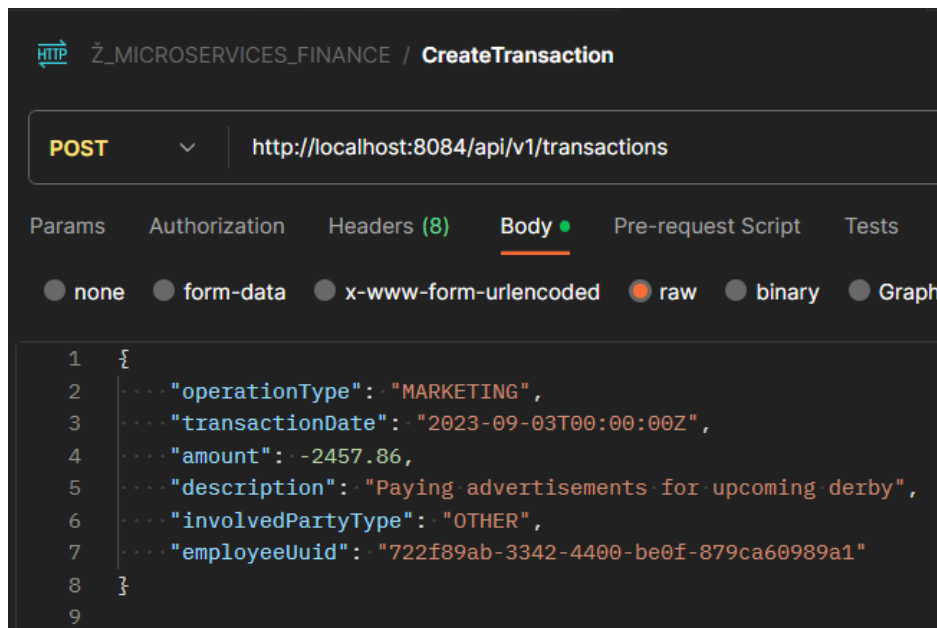 HTTP Ž_MICROSERVICES_FINANCE / CreateTransaction
POST http://localhost:8084/api/v1/transactions
Params Authorization Headers (8) Body Pre-request Script Tests
none form-data x-www-form-urlencoded raw binary Graph
1 {
2 "operationType": "MARKETING",
3 "transactionDate": "2023-09-03T00:00:00Z",
4 "amount": -2457.86,
5 "description": "Paying advertisements for upcoming derby",
6 "involvedPartyType": "OTHER",
7 "employeeUuid": "722f89ab-3342-4400-be0f-879ca60989a1"
8 }
9